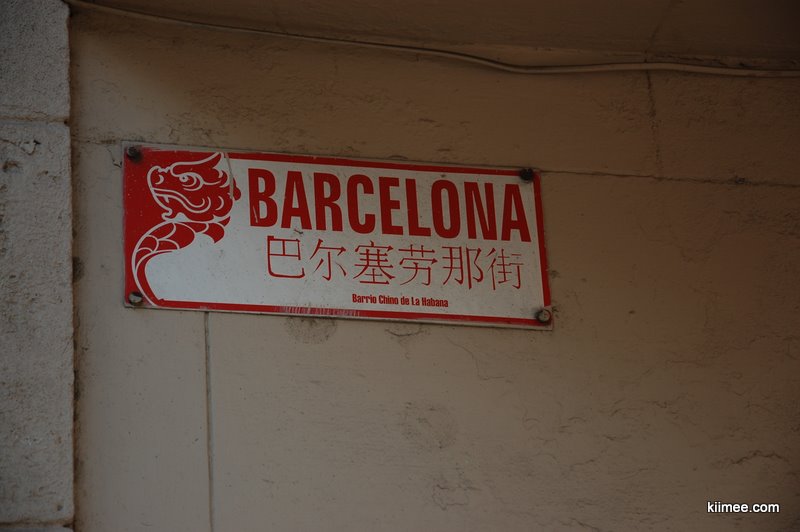 BARCELONA
巴尔塞劳那街
Barrio Chino de La Habana
kiimee.com